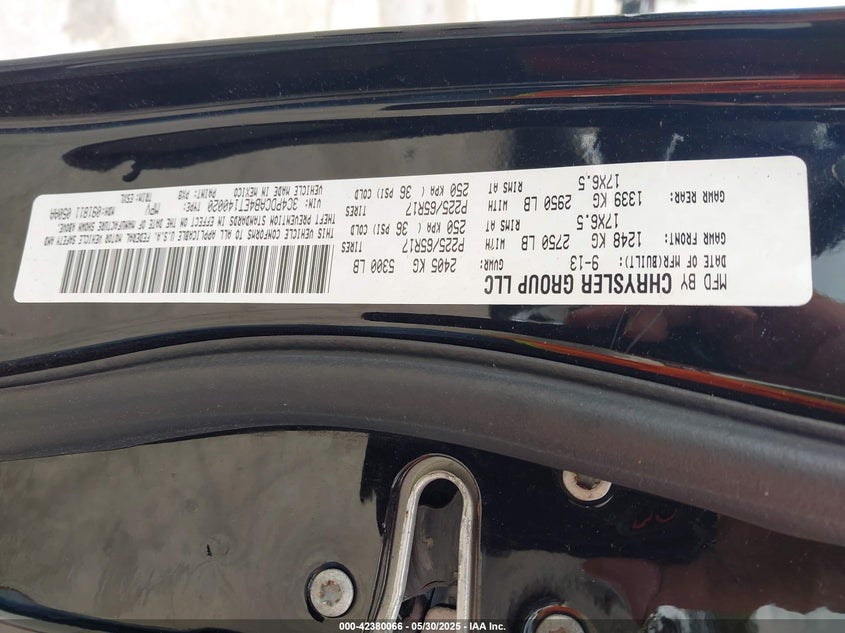 MFD BY CHRYSLER GROUP LLC
DATE OF MFR(BUILT): 9-13 GVWR: 2405 KG 5300 LB
GAWR FRONT: 1248 KG 2750 LB WITH P225/65R17 TIRES
17X6.5 RIMS AT 250 KPA ( 36 PSI) COLD
GAWR REAR: 1339 KG 2950 LB WITH P225/65R17 TIRES
17X6.5 RIMS AT 250 KPA ( 36 PSI) COLD
THIS VEHICLE CONFORMS TO ALL APPLICABLE U.S.A. FEDERAL MOTOR VEHICLE SAFETY AND
THEFT PREVENTION STANDARDS IN EFFECT ON THE DATE OF MANUFACTURE SHOWN ABOVE.
VIN: 3C4PDCAB4ET140020 TYPE: MPV MDH:091811 050AA
VEHICLE MADE IN MEXICO PAINT: PXB TRIM:
000-42380066 — 05/30/2025 — IAA Inc.